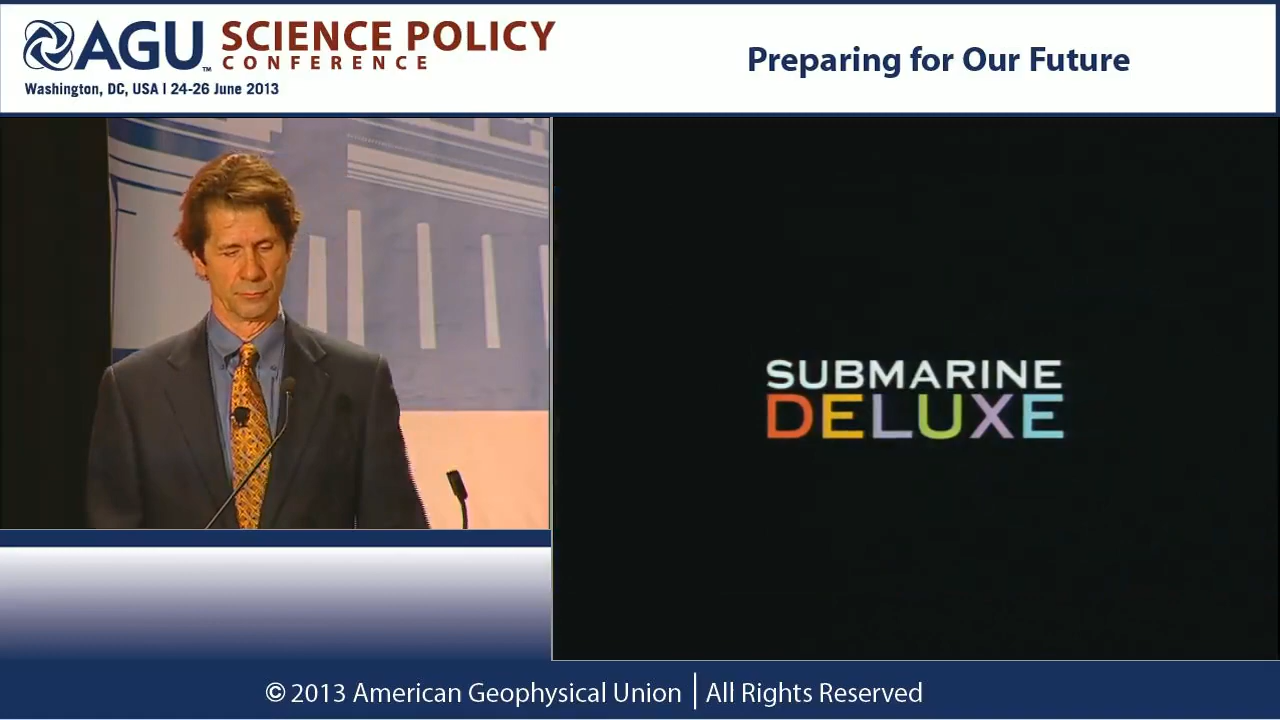 AGU™ SCIENCE POLICY
CONFERENCE
Washington, DC, USA | 24-26 June 2013
Preparing for Our Future
SUBMARINE
DELUXE
© 2013 American Geophysical Union | All Rights Reserved